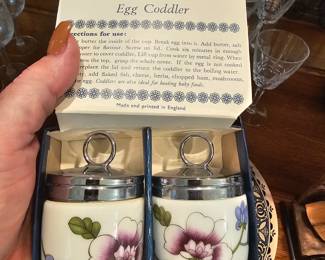 Egg Coddler
Directions for use:
butter the inside of the cup. Break egg into it. Add butter, salt
pper for flavour. Screw on lid. Cook six minutes in enough
water to cover coddler. Lift cup from water by metal ring. When
the top, grasp the whole cover. If the egg is not cooked
replace the lid and return the coddler to the boiling water.
ty, add Baked fish, cheese, herbs, chopped ham, mushrooms,
the egg. Coddlers are also ideal for heating baby foods.
Made and printed in England